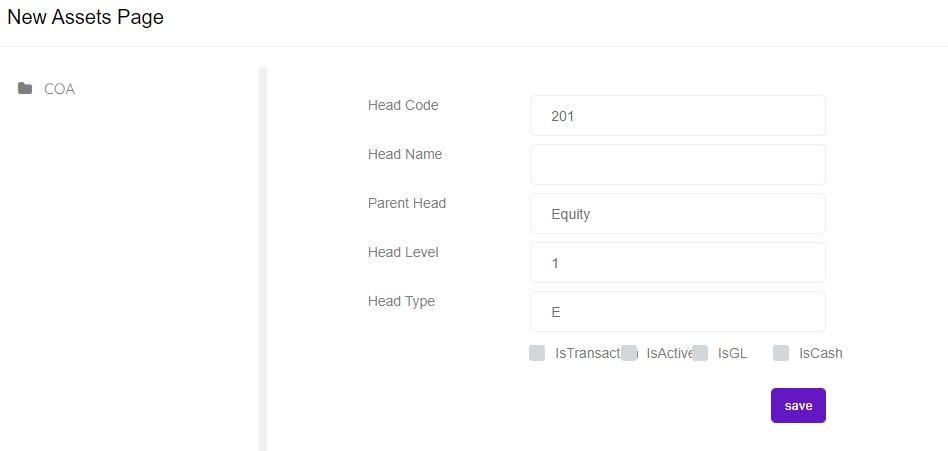 New Assets Page
COA
Head Code
201
Head Name
Parent Head
Equity
Head Level
1
Head Type
E
IsActive IsGL IsCash
save